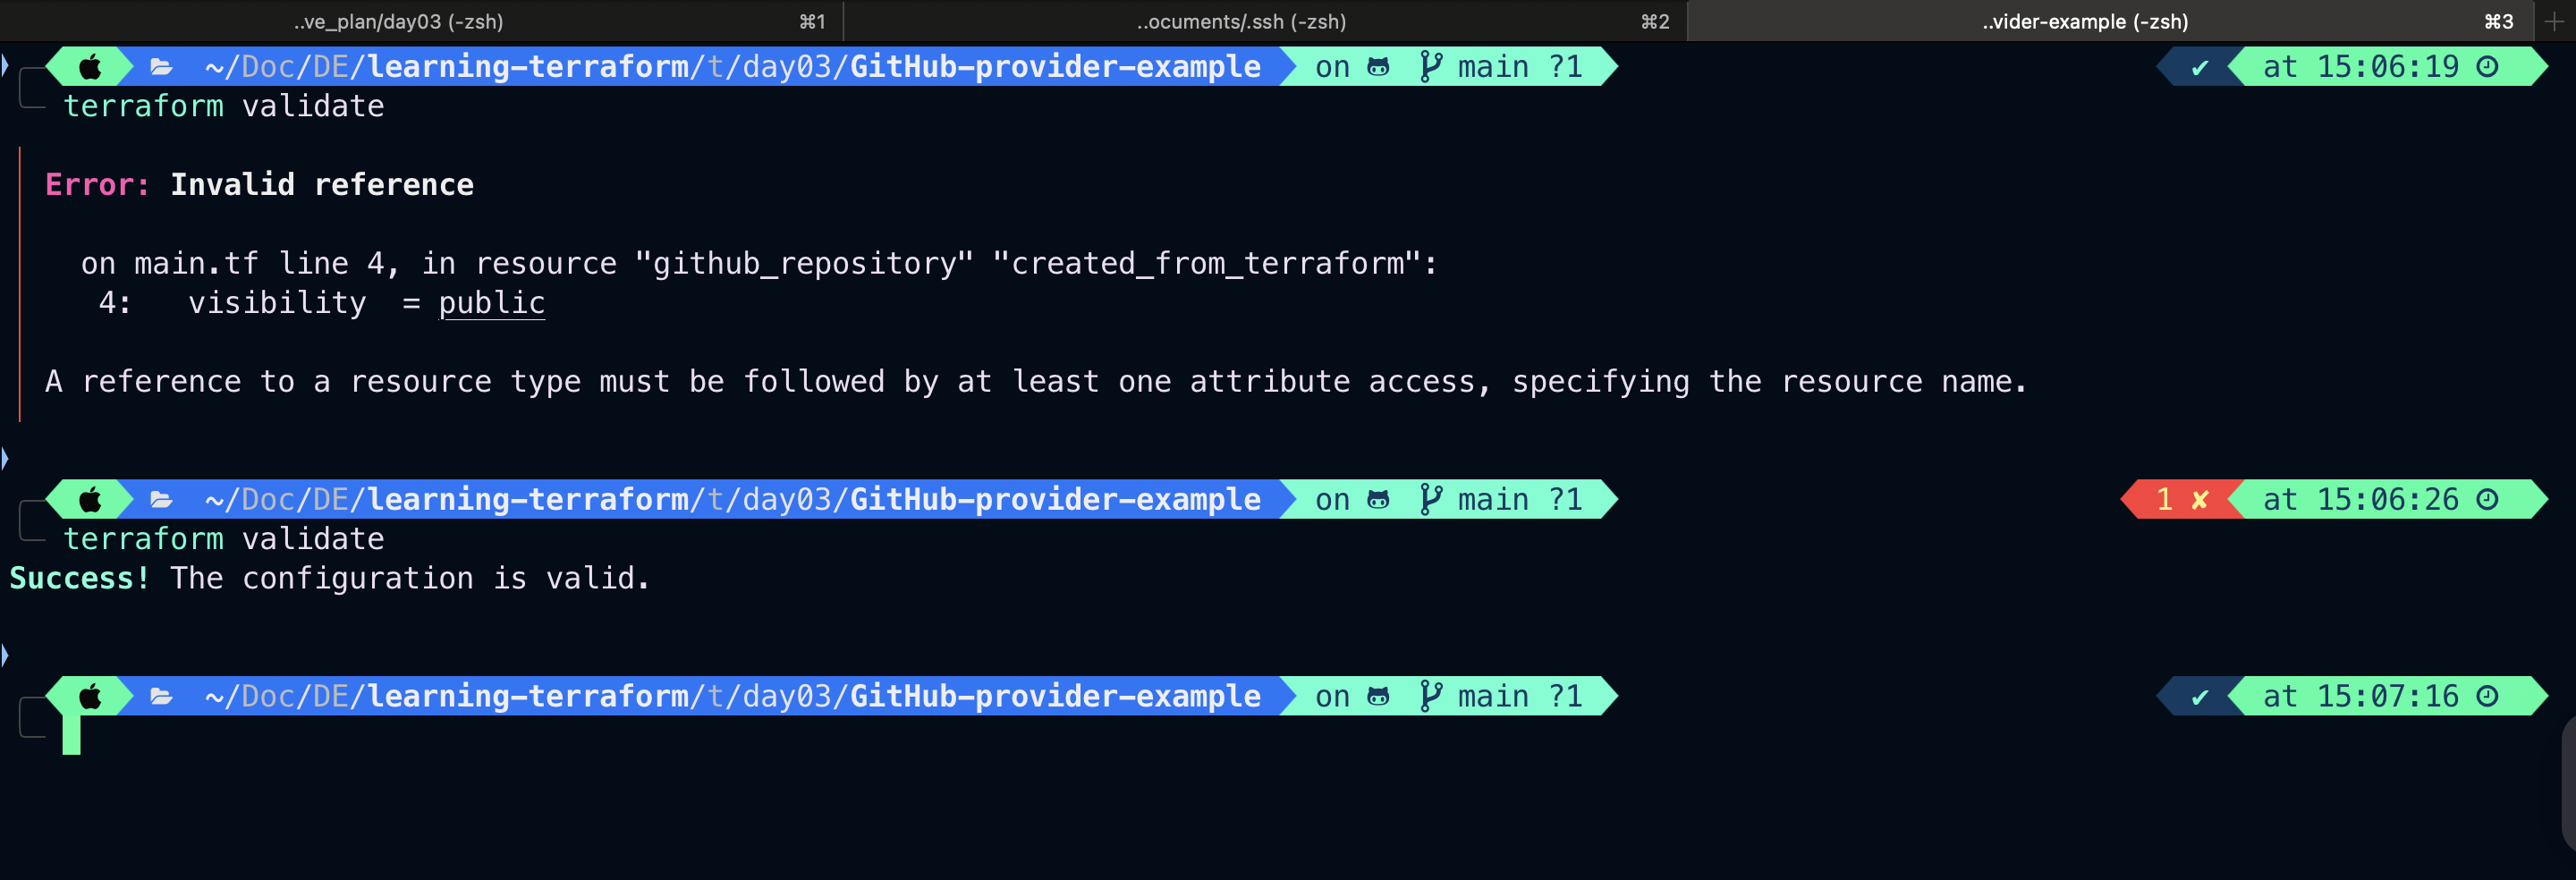 ..ve_plan/day03 (-zsh) ⌘1 ..ocuments/.ssh (-zsh) ⌘2 ..vider-example (-zsh) ⌘3 +
~/Doc/DE/learning-terraform/t/day03/GitHub-provider-example on main ?1 ✔ at 15:06:19
terraform validate
Error: Invalid reference
on main.tf line 4, in resource "github_repository" "created_from_terraform":
4: visibility = public
A reference to a resource type must be followed by at least one attribute access, specifying the resource name.
~/Doc/DE/learning-terraform/t/day03/GitHub-provider-example on main ?1 1 ✘ at 15:06:26
terraform validate
Success! The configuration is valid.
~/Doc/DE/learning-terraform/t/day03/GitHub-provider-example on main ?1 ✔ at 15:07:16